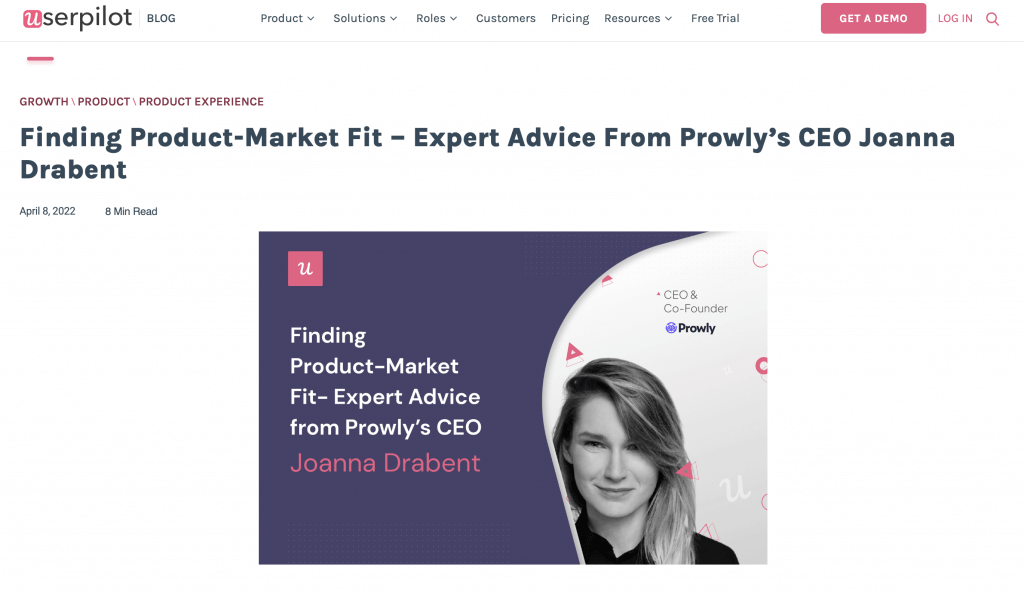 userpilot BLOG Product Solutions Roles Customers Pricing Resources Free Trial GET A DEMO LOG IN
GROWTH \ PRODUCT \ PRODUCT EXPERIENCE
Finding Product-Market Fit – Expert Advice From Prowly’s CEO Joanna
Drabent
April 8, 2022 8 Min Read
u
CEO &
Co-Founder
Prowly
Finding
Product-Market
Fit- Expert Advice
from Prowly’s CEO
Joanna Drabent
u